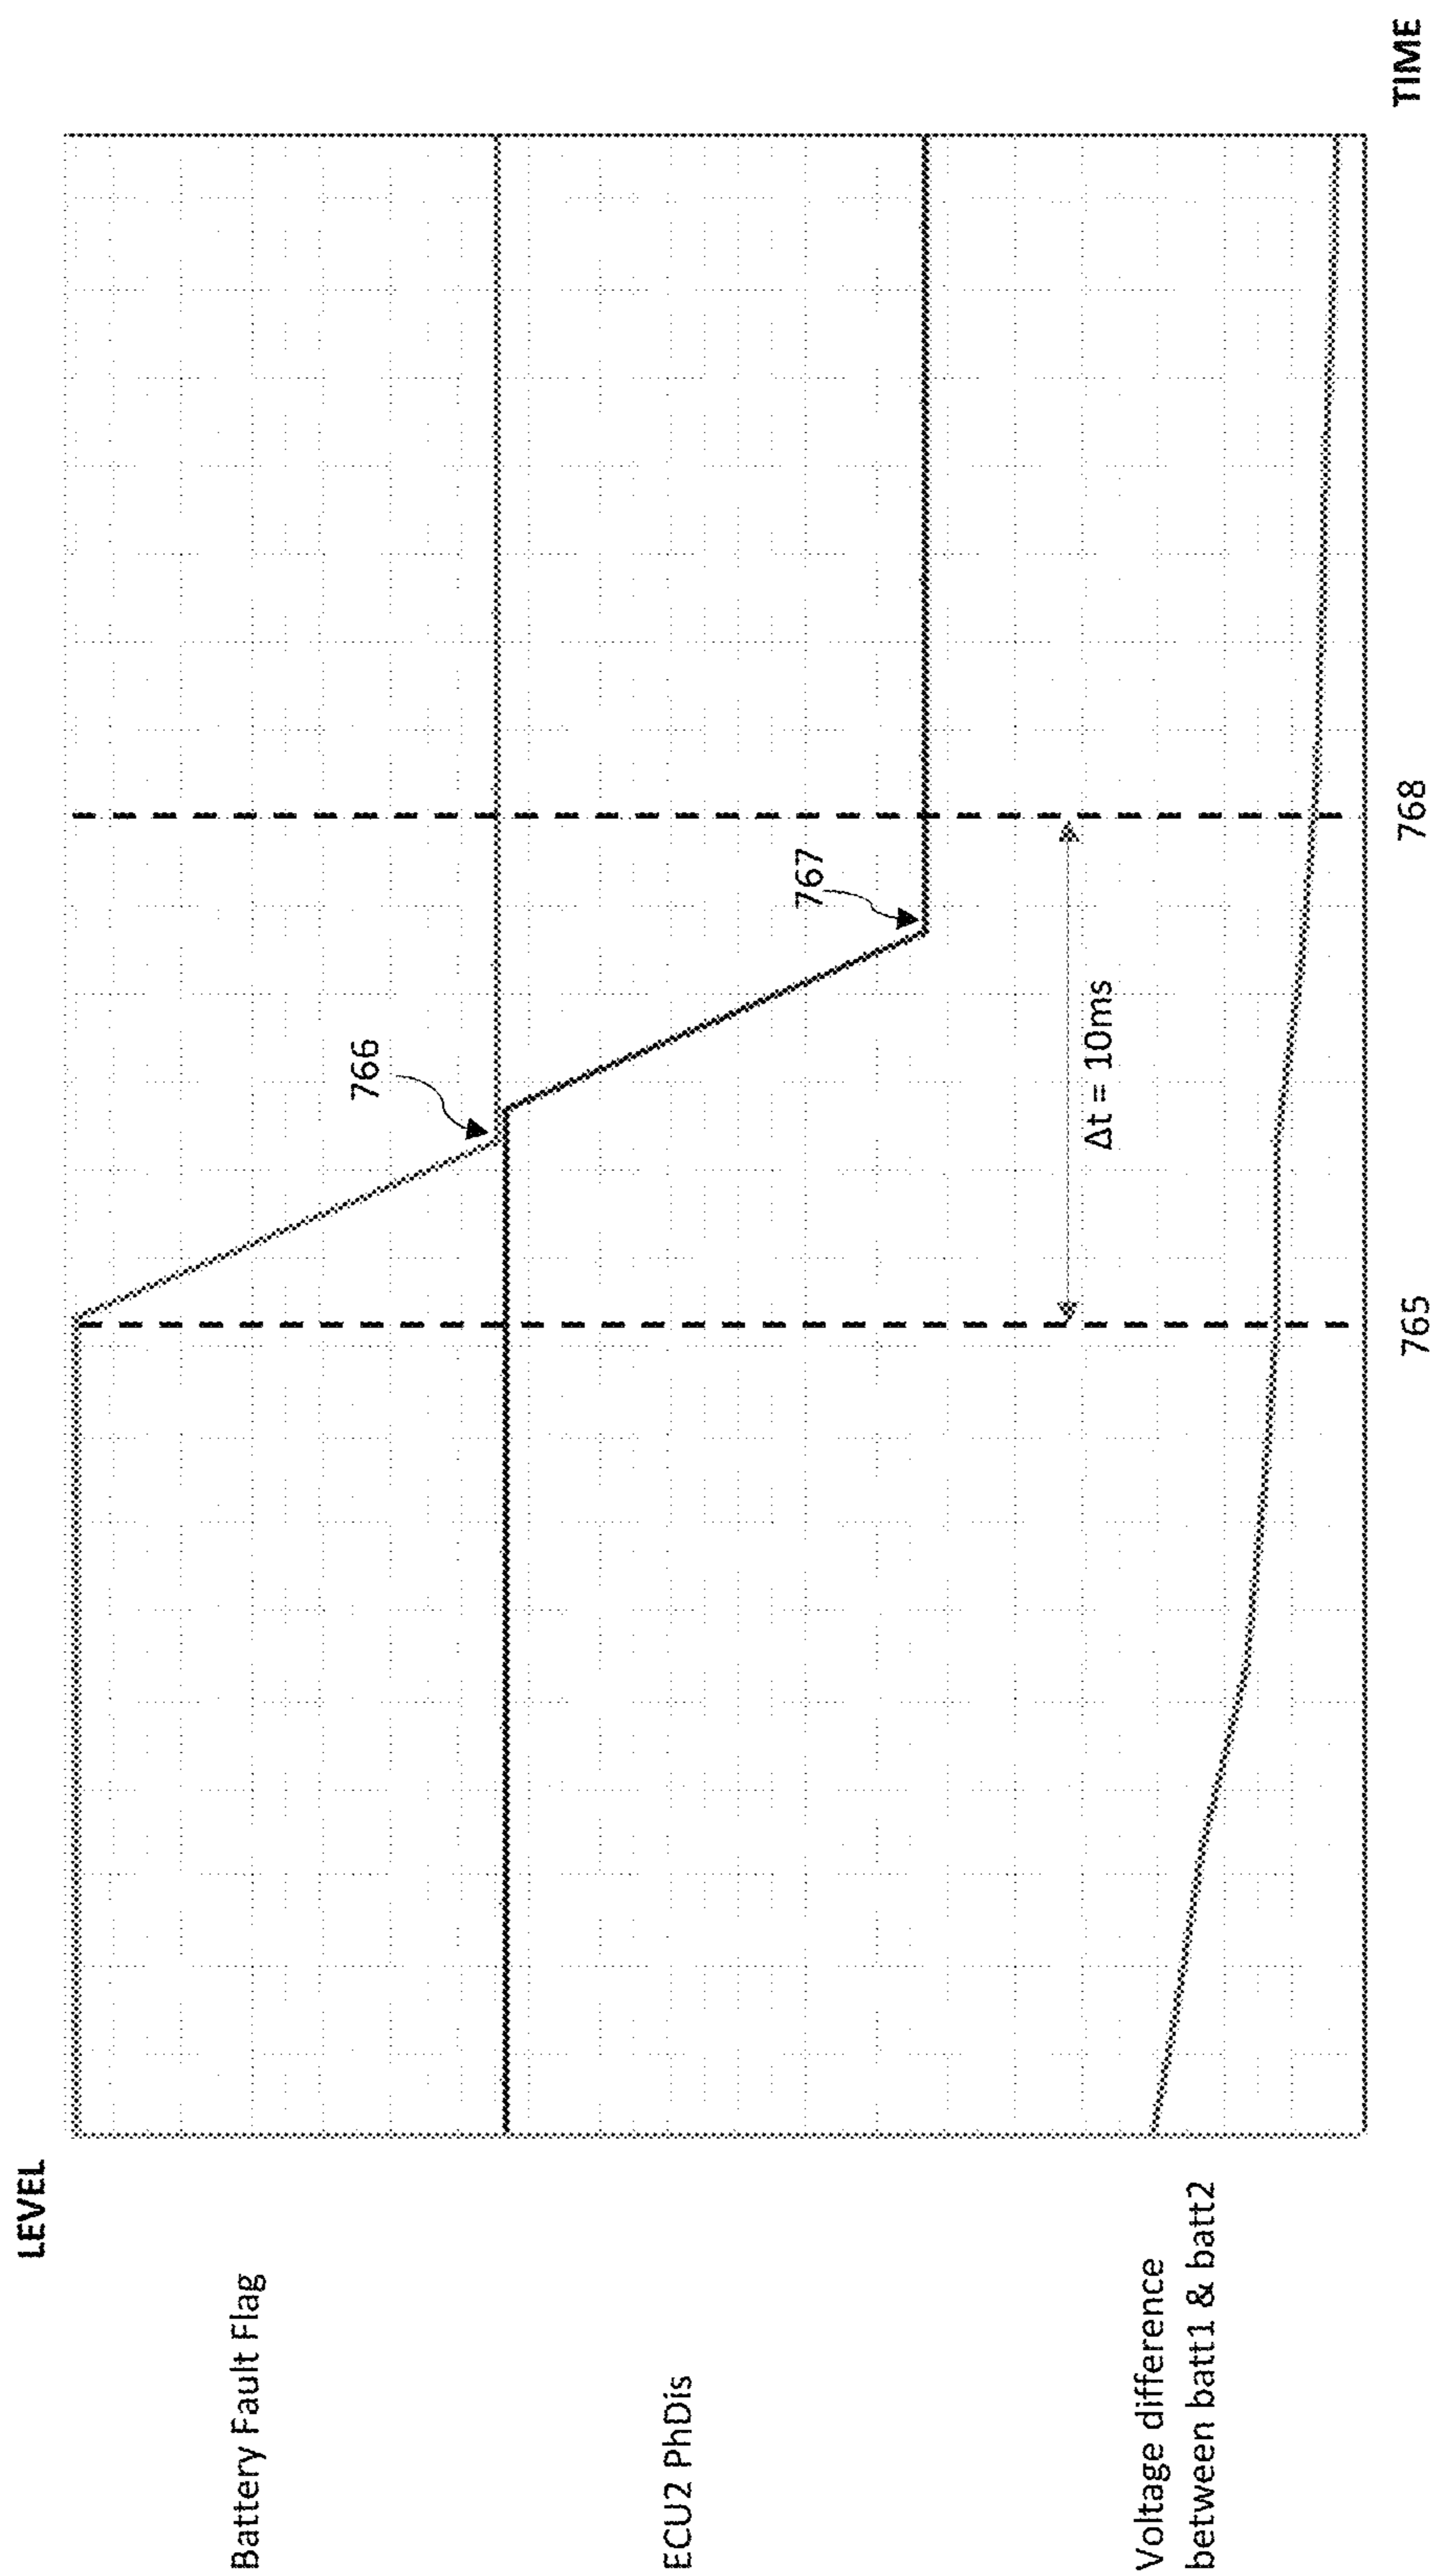 LEVEL
Battery Fault Flag
766
ECU2 PhDis
767
Δt = 10ms
Voltage difference
between batt1 & batt2
765
768
TIME